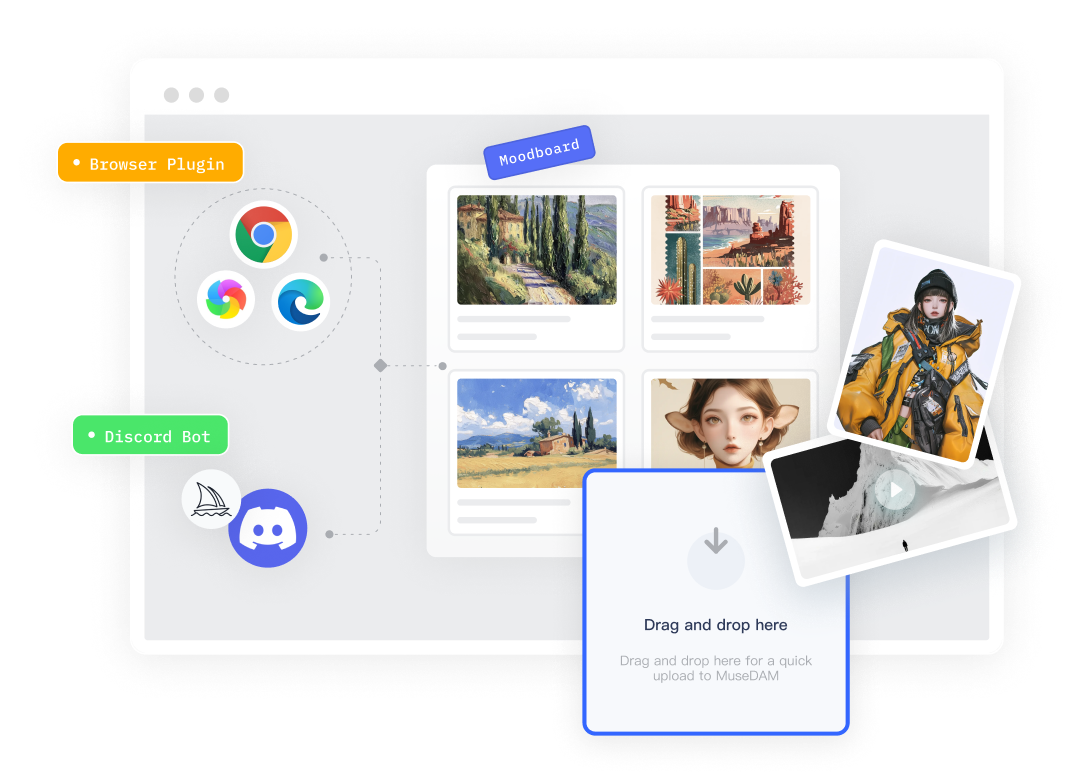 Moodboard
Browser Plugin
Discord Bot
Drag and drop here
Drag and drop here for a quick
upload to MuseDAM